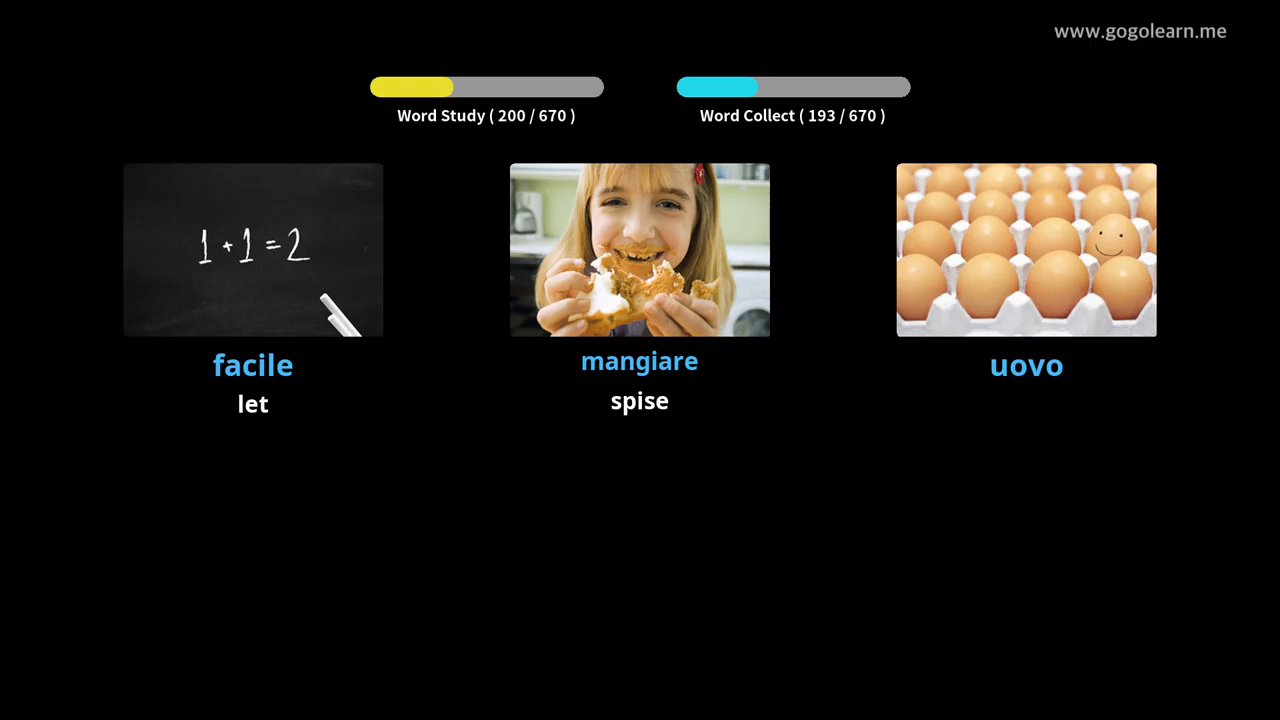 www.gogolearn.me
Word Study ( 200 / 670 )
Word Collect ( 193 / 670 )
1 + 1 = 2
facile
mangiare
uovo
let
spise